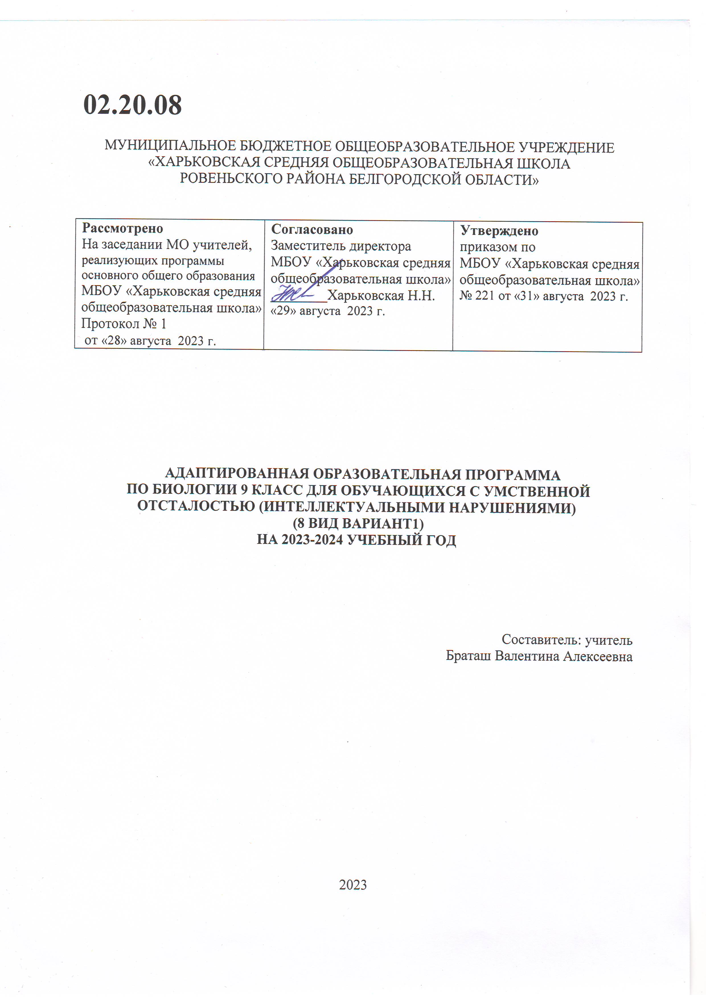 02.20.08
МУНИЦИПАЛЬНОЕ БЮДЖЕТНОЕ ОБЩЕОБРАЗОВАТЕЛЬНОЕ УЧРЕЖДЕНИЕ
«ХАРЬКОВСКАЯ СРЕДНЯЯ ОБЩЕОБРАЗОВАТЕЛЬНАЯ ШКОЛА
РОВЕНЬСКОГО РАЙОНА БЕЛГОРОДСКОЙ ОБЛАСТИ»
Рассмотрено
На заседании МО учителей,
реализующих программы
основного общего образования
МБОУ «Харьковская средняя
общеобразовательная школа»
Протокол № 1
от «28» августа 2023 г.
Согласовано
Заместитель директора
МБОУ «Харьковская средняя
общеобразовательная школа»
________Харьковская Н.Н.
«29» августа 2023 г.
Утверждено
приказом по
МБОУ «Харьковская средняя
общеобразовательная школа»
№ 221 от «31» августа 2023 г.
АДАПТИРОВАННАЯ ОБРАЗОВАТЕЛЬНАЯ ПРОГРАММА
ПО БИОЛОГИИ 9 КЛАСС ДЛЯ ОБУЧАЮЩИХСЯ С УМСТВЕННОЙ
ОТСТАЛОСТЬЮ (ИНТЕЛЛЕКТУАЛЬНЫМИ НАРУШЕНИЯМИ)
(8 ВИД ВАРИАНТ1)
НА 2023-2024 УЧЕБНЫЙ ГОД
Составитель: учитель
Браташ Валентина Алексеевна
2023